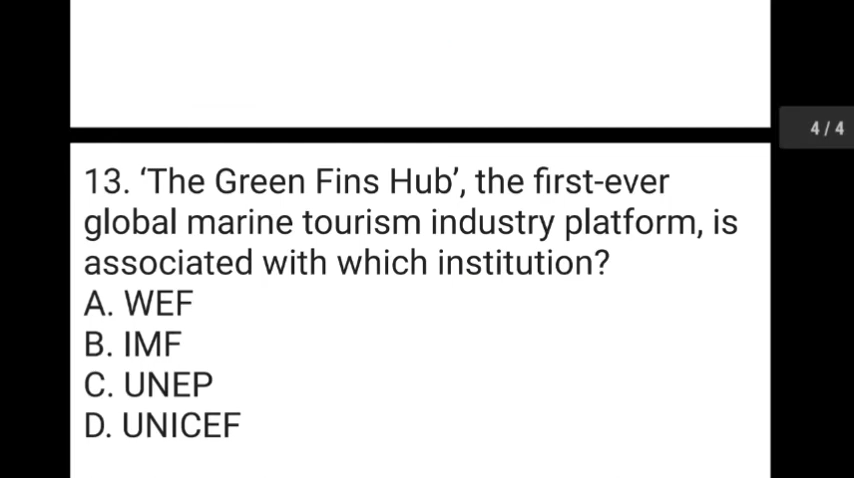 4 / 4
13. ‘The Green Fins Hub’, the first-ever
global marine tourism industry platform, is
associated with which institution?
A. WEF
B. IMF
C. UNEP
D. UNICEF